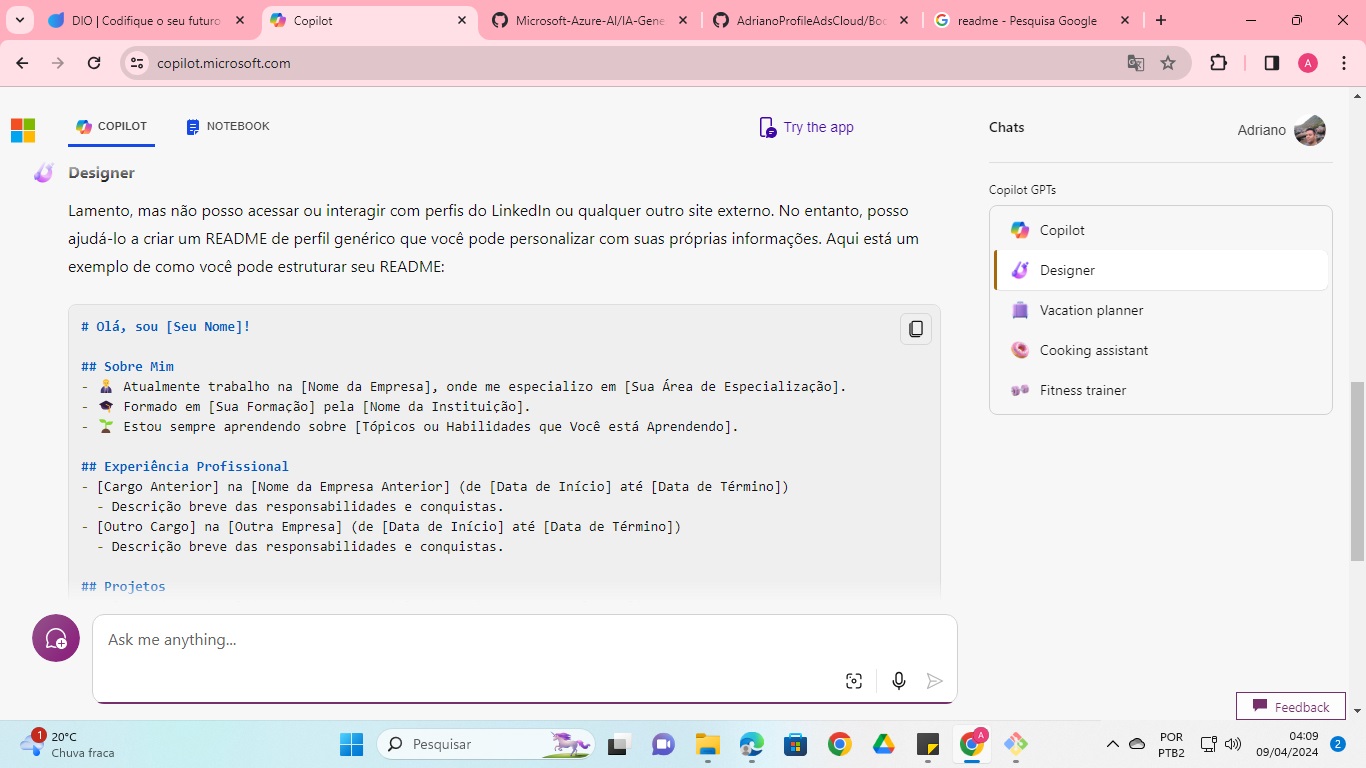 DIO | Codifique o seu futuro
Copilot
Microsoft-Azure-AI/IA-Gene
AdrianoProfileAdsCloud/Boo
readme - Pesquisa Google
copilot.microsoft.com
A
COPILOT
NOTEBOOK
Try the app
Chats
Adriano
Designer
Lamento, mas não posso acessar ou interagir com perfis do LinkedIn ou qualquer outro site externo. No entanto, posso
ajudá-lo a criar um README de perfil genérico que você pode personalizar com suas próprias informações. Aqui está um
exemplo de como você pode estruturar seu README:
# Olá, sou [Seu Nome]!
## Sobre Mim
- 👨‍💼 Atualmente trabalho na [Nome da Empresa], onde me especializo em [Sua Área de Especialização].
- 🎓 Formado em [Sua Formação] pela [Nome da Instituição].
- 🌱 Estou sempre aprendendo sobre [Tópicos ou Habilidades que Você está Aprendendo].
## Experiência Profissional
- [Cargo Anterior] na [Nome da Empresa Anterior] (de [Data de Início] até [Data de Término])
- Descrição breve das responsabilidades e conquistas.
- [Outro Cargo] na [Outra Empresa] (de [Data de Início] até [Data de Término])
- Descrição breve das responsabilidades e conquistas.
## Projetos
Copilot GPTs
Copilot
Designer
Vacation planner
Cooking assistant
Fitness trainer
Ask me anything...
Feedback
1
20°C
Chuva fraca
Pesquisar
A
POR
PTB2
04:09
09/04/2024
2